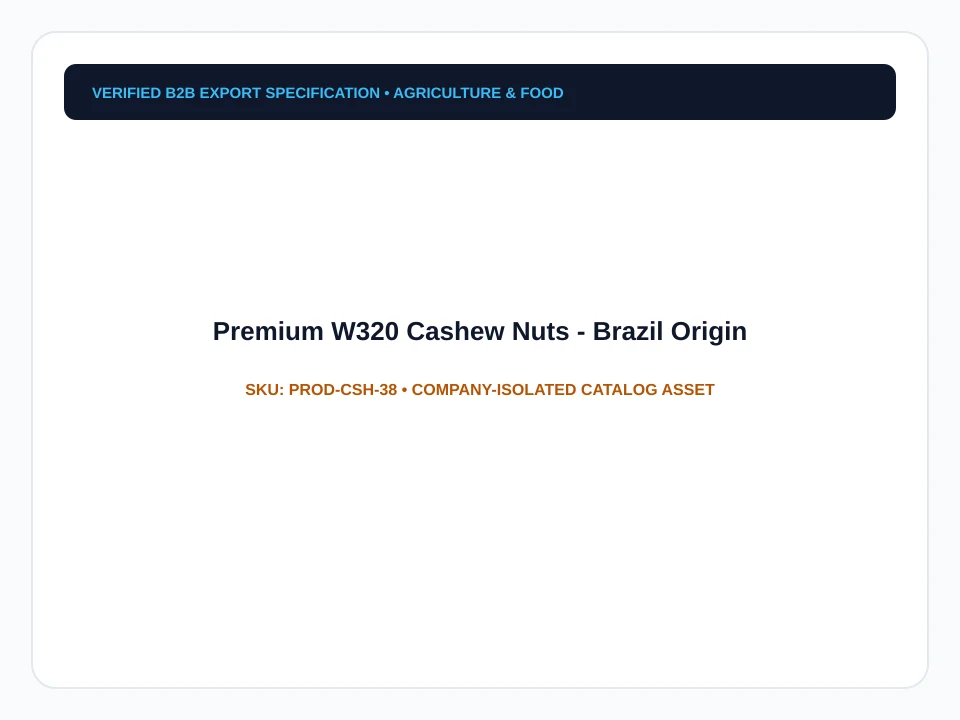 VERIFIED B2B EXPORT SPECIFICATION • AGRICULTURE & FOOD
Premium W320 Cashew Nuts - Brazil Origin
SKU: PROD-CSH-38 • COMPANY-ISOLATED CATALOG ASSET